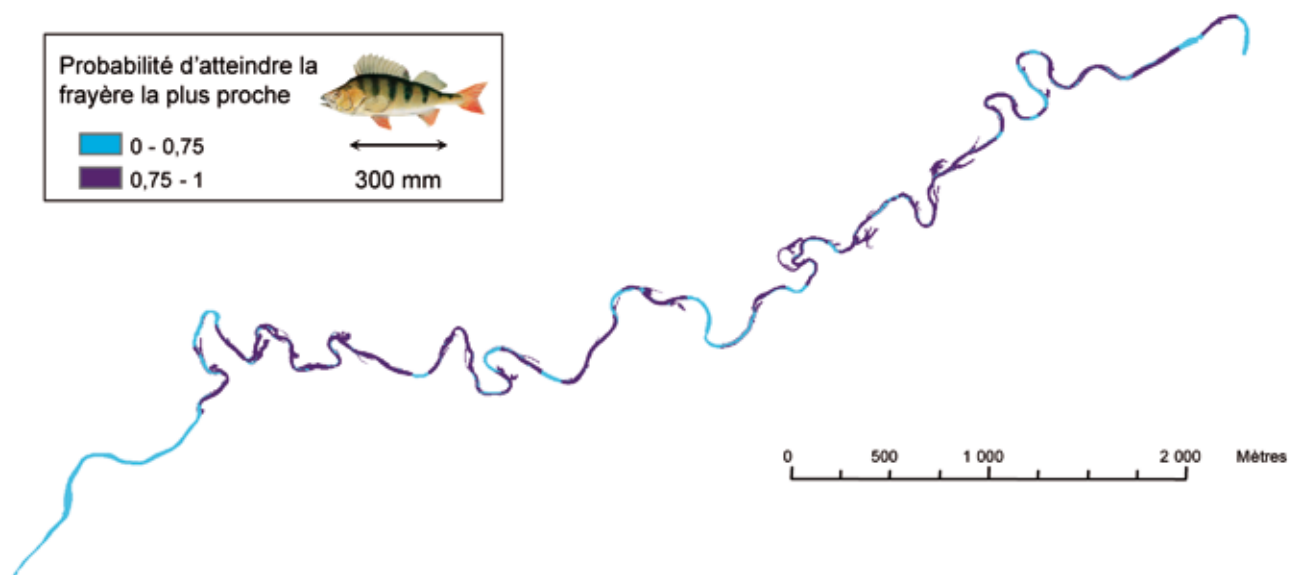 Probabilité d'atteindre la
frayère la plus proche
0 - 0,75
0,75 - 1
300 mm
0 500 1 000 2 000 Mètres